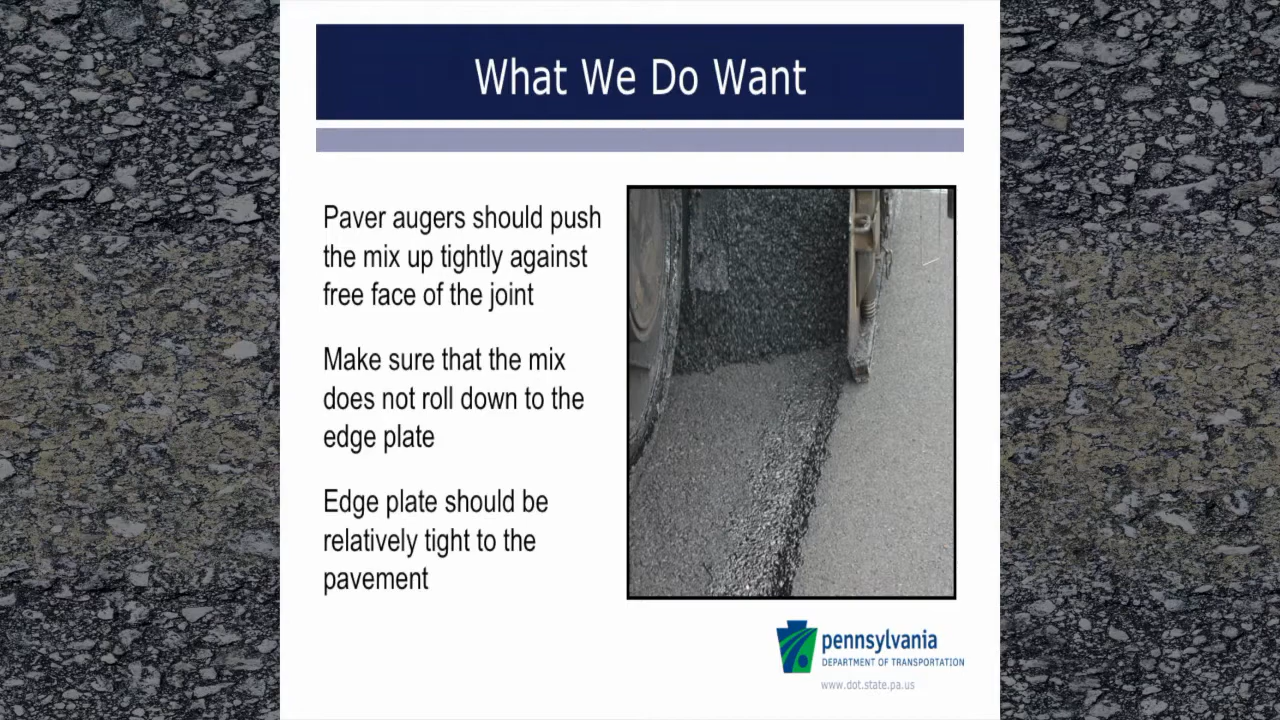 What We Do Want
Paver augers should push
the mix up tightly against
free face of the joint
Make sure that the mix
does not roll down to the
edge plate
Edge plate should be
relatively tight to the
pavement
pennsylvania
DEPARTMENT OF TRANSPORTATION
www.dot.state.pa.us